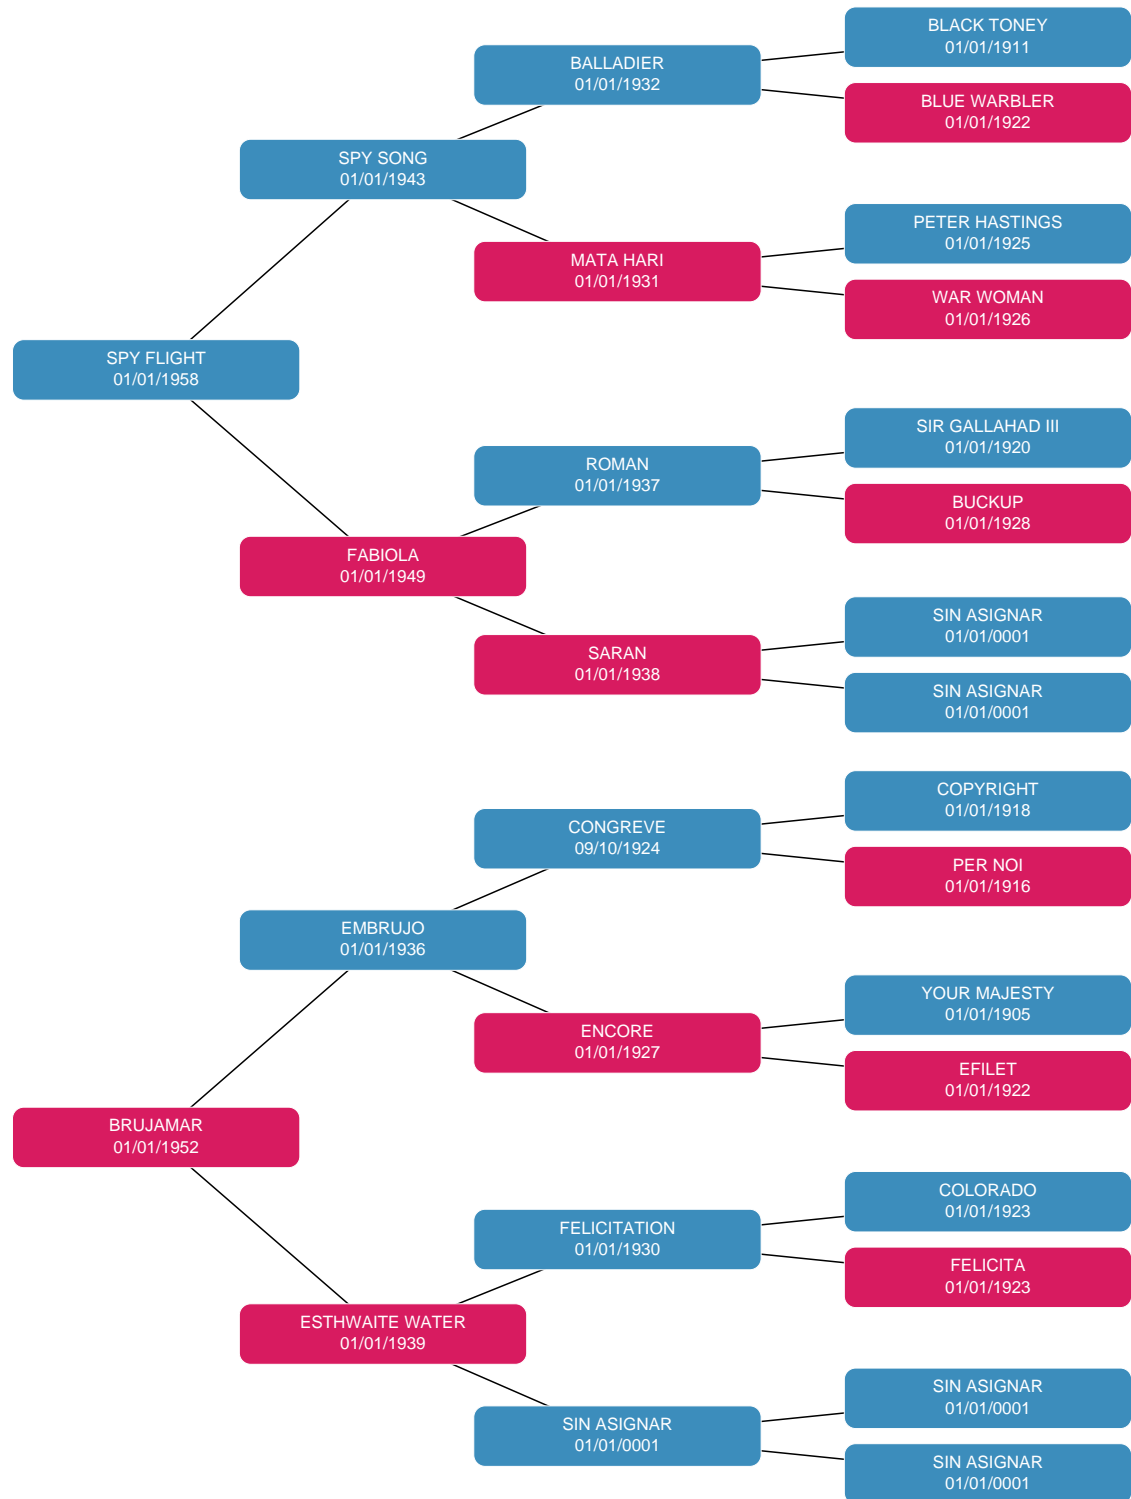 BLACK TONEY
01/01/1911
BALLADIER
01/01/1932
BLUE WARBLER
01/01/1922
SPY SONG
01/01/1943
PETER HASTINGS
01/01/1925
MATA HARI
01/01/1931
WAR WOMAN
01/01/1926
SPY FLIGHT
01/01/1958
SIR GALLAHAD III
01/01/1920
ROMAN
01/01/1937
BUCKUP
01/01/1928
FABIOLA
01/01/1949
SIN ASIGNAR
01/01/0001
SARAN
01/01/1938
SIN ASIGNAR
01/01/0001
COPYRIGHT
01/01/1918
CONGREVE
09/10/1924
PER NOI
01/01/1916
EMBRUJO
01/01/1936
YOUR MAJESTY
01/01/1905
ENCORE
01/01/1927
EFILET
01/01/1922
BRUJAMAR
01/01/1952
COLORADO
01/01/1923
FELICITATION
01/01/1930
FELICITA
01/01/1923
ESTHWAITE WATER
01/01/1939
SIN ASIGNAR
01/01/0001
SIN ASIGNAR
01/01/0001
SIN ASIGNAR
01/01/0001